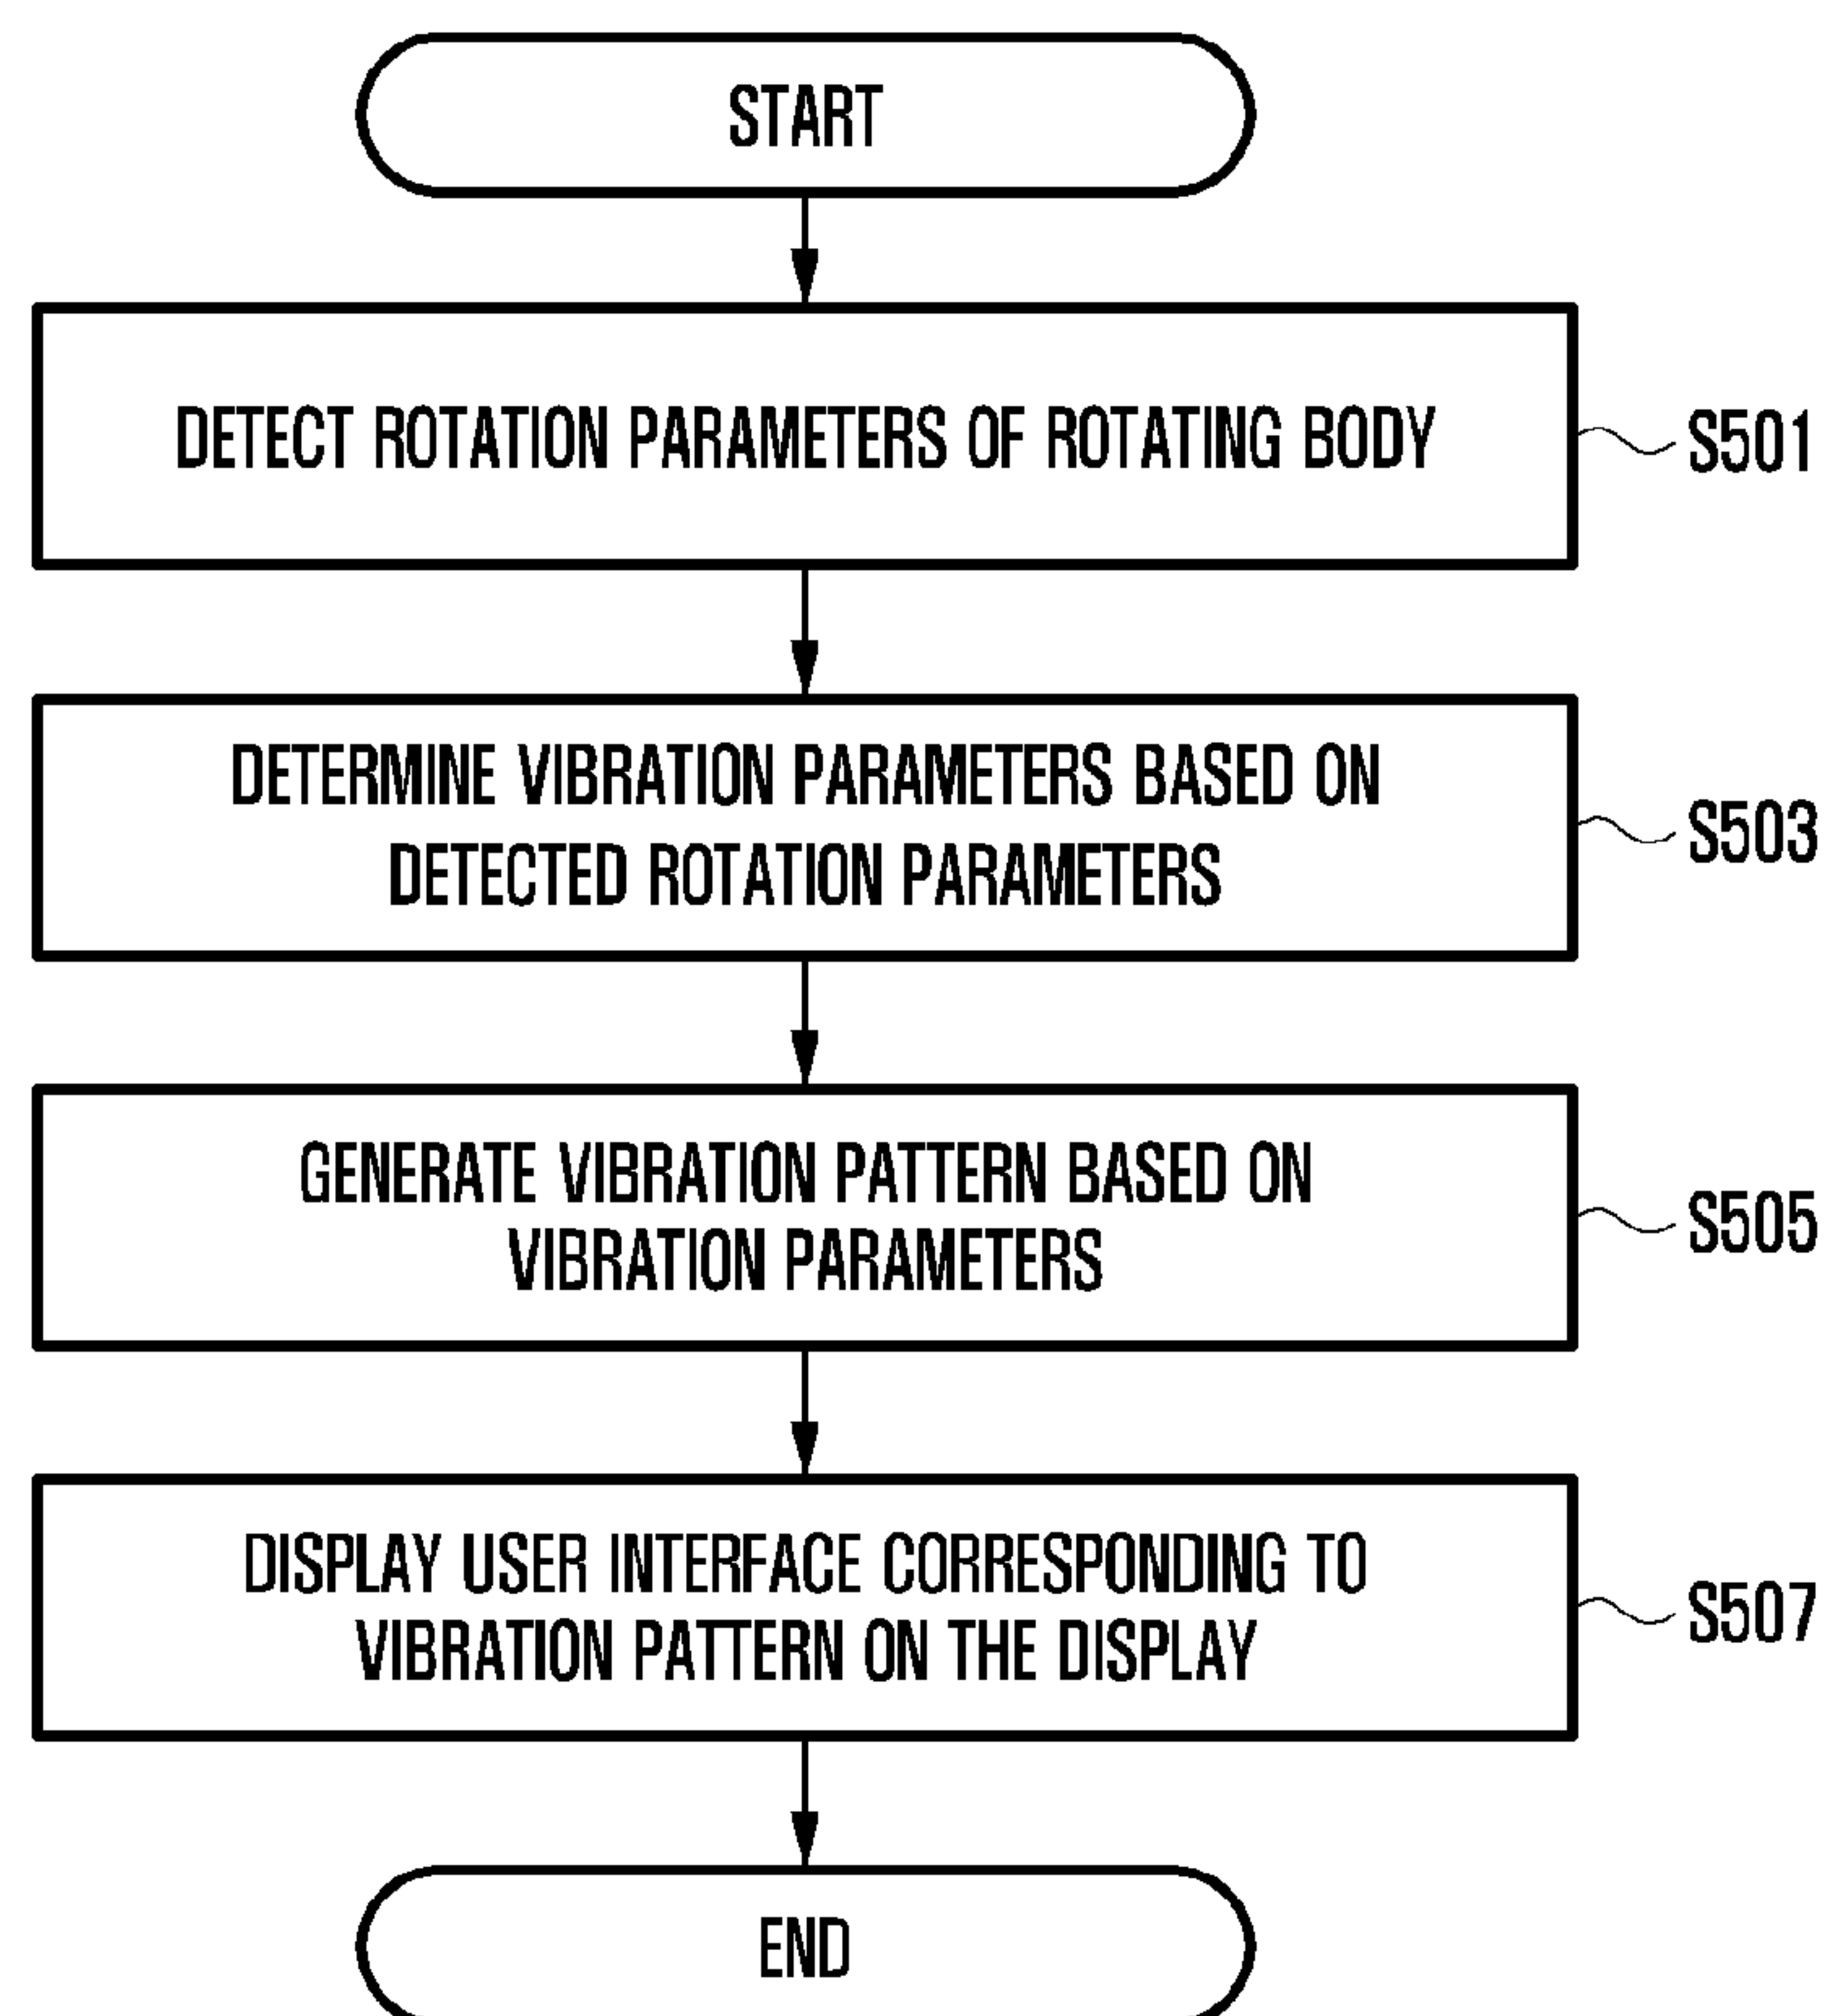 START
DETECT ROTATION PARAMETERS OF ROTATING BODY
S501
DETERMINE VIBRATION PARAMETERS BASED ON
DETECTED ROTATION PARAMETERS
S503
GENERATE VIBRATION PATTERN BASED ON
VIBRATION PARAMETERS
S505
DISPLAY USER INTERFACE CORRESPONDING TO
VIBRATION PATTERN ON THE DISPLAY
S507
END